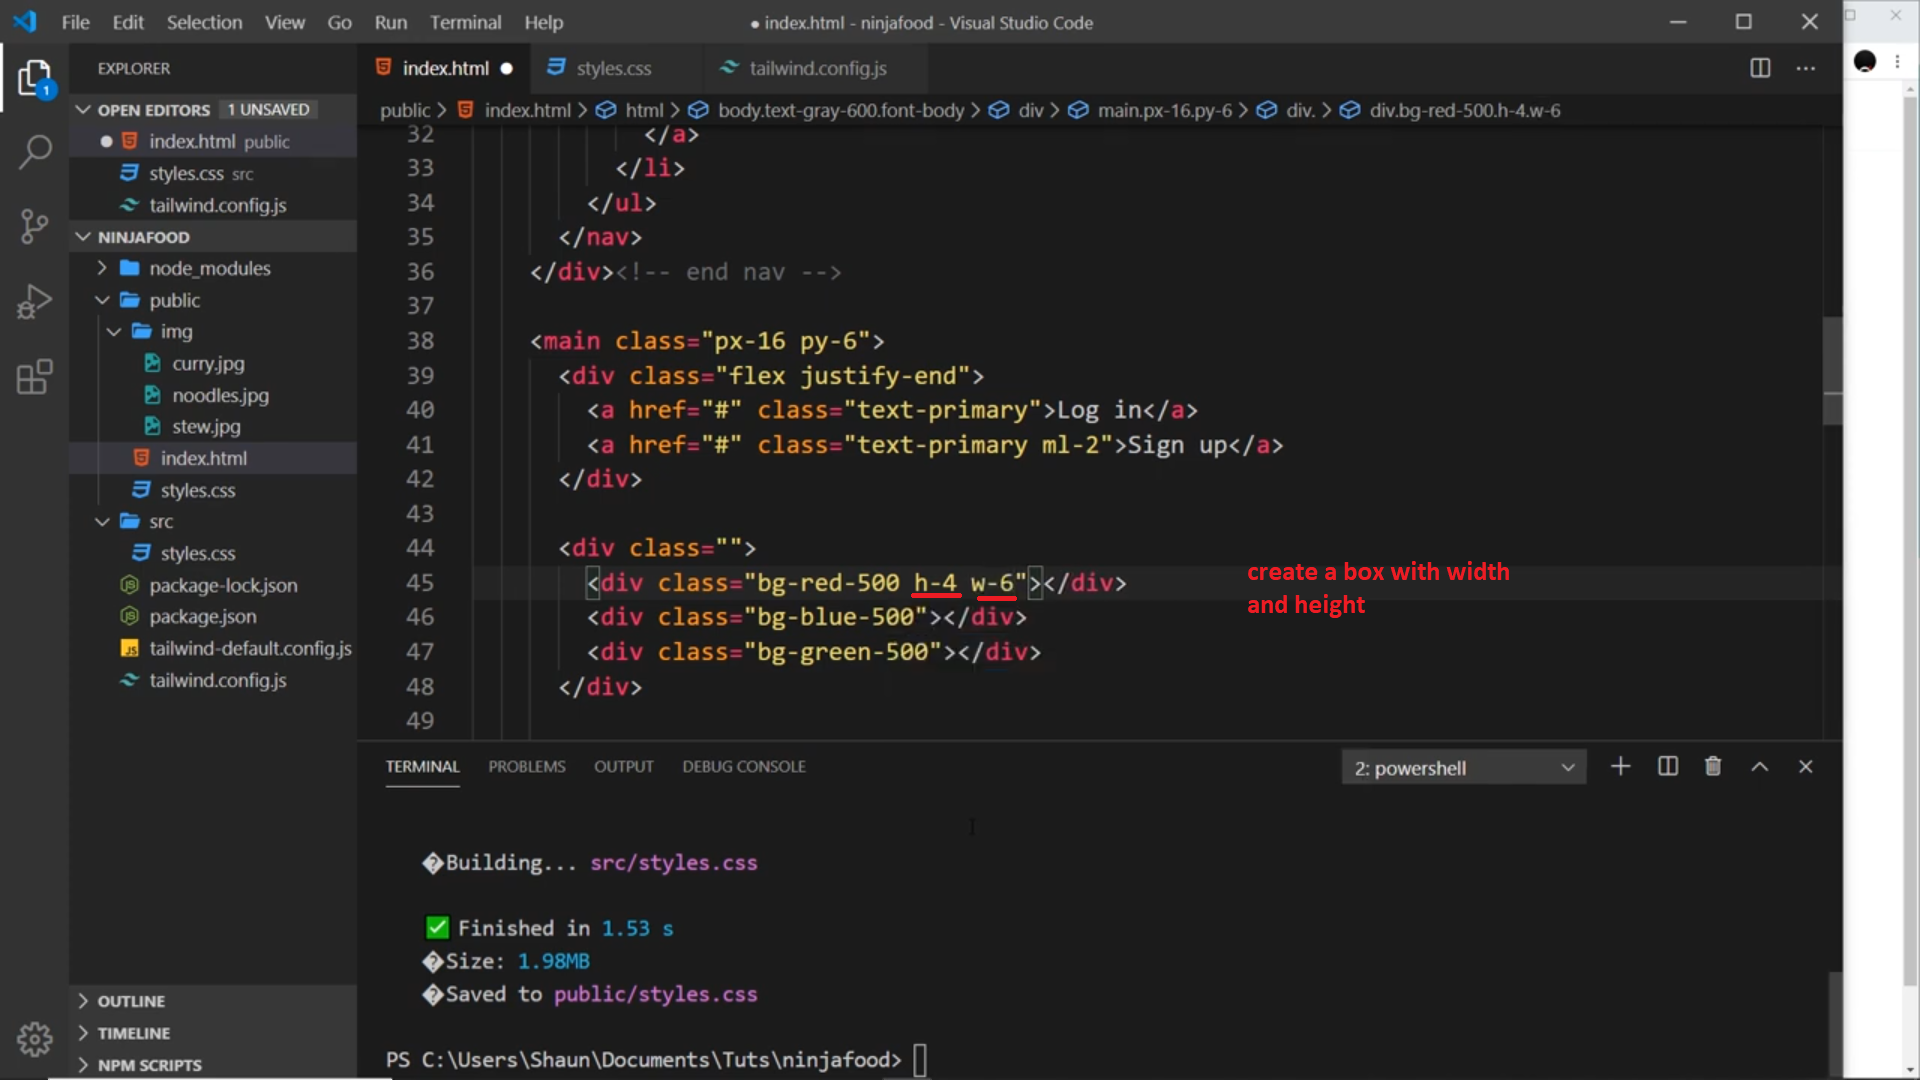 File Edit Selection View Go Run Terminal Help
● index.html - ninjafood - Visual Studio Code
EXPLORER
index.html ●
styles.css
tailwind.config.js
1
OPEN EDITORS 1 UNSAVED
● index.html public
styles.css src
tailwind.config.js
NINJAFOOD
node_modules
public
img
curry.jpg
noodles.jpg
stew.jpg
index.html
styles.css
src
styles.css
package-lock.json
package.json
JS tailwind-default.config.js
tailwind.config.js
OUTLINE
TIMELINE
NPM SCRIPTS
public > index.html > html > body.text-gray-600.font-body > div > main.px-16.py-6 > div. > div.bg-red-500.h-4.w-6
32 </a>
33 </li>
34 </ul>
35 </nav>
36 </div><!-- end nav -->
37
38 <main class="px-16 py-6">
39 <div class="flex justify-end">
40 <a href="#" class="text-primary">Log in</a>
41 <a href="#" class="text-primary ml-2">Sign up</a>
42 </div>
43
44 <div class="">
45 <div class="bg-red-500 h-4 w-6"></div>
46 <div class="bg-blue-500"></div>
47 <div class="bg-green-500"></div>
48 </div>
49
create a box with width
and height
TERMINAL PROBLEMS OUTPUT DEBUG CONSOLE
2: powershell
�Building... src/styles.css
✅ Finished in 1.53 s
�Size: 1.98MB
�Saved to public/styles.css
PS C:\Users\Shaun\Documents\Tuts\ninjafood>